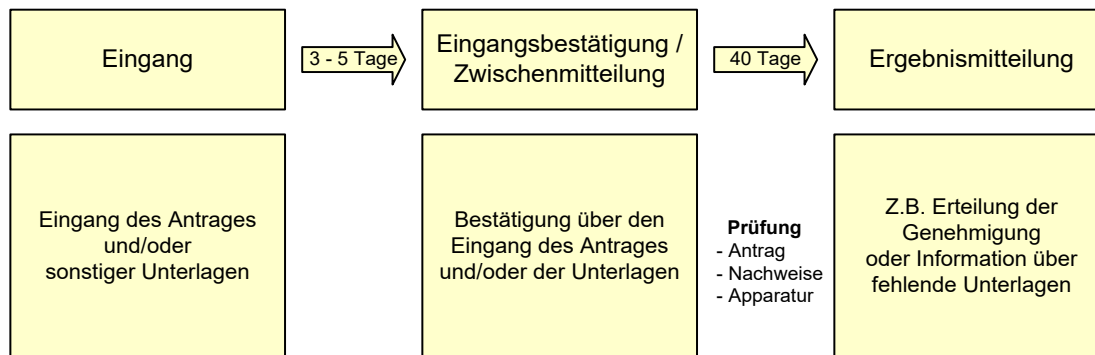 Eingang
3 - 5 Tage
Eingangsbestätigung /
Zwischenmitteilung
40 Tage
Ergebnismitteilung
Eingang des Antrages
und/oder
sonstiger Unterlagen
Bestätigung über den
Eingang des Antrages
und/oder der Unterlagen
Prüfung
- Antrag
- Nachweise
- Apparatur
Z.B. Erteilung der
Genehmigung
oder Information über
fehlende Unterlagen